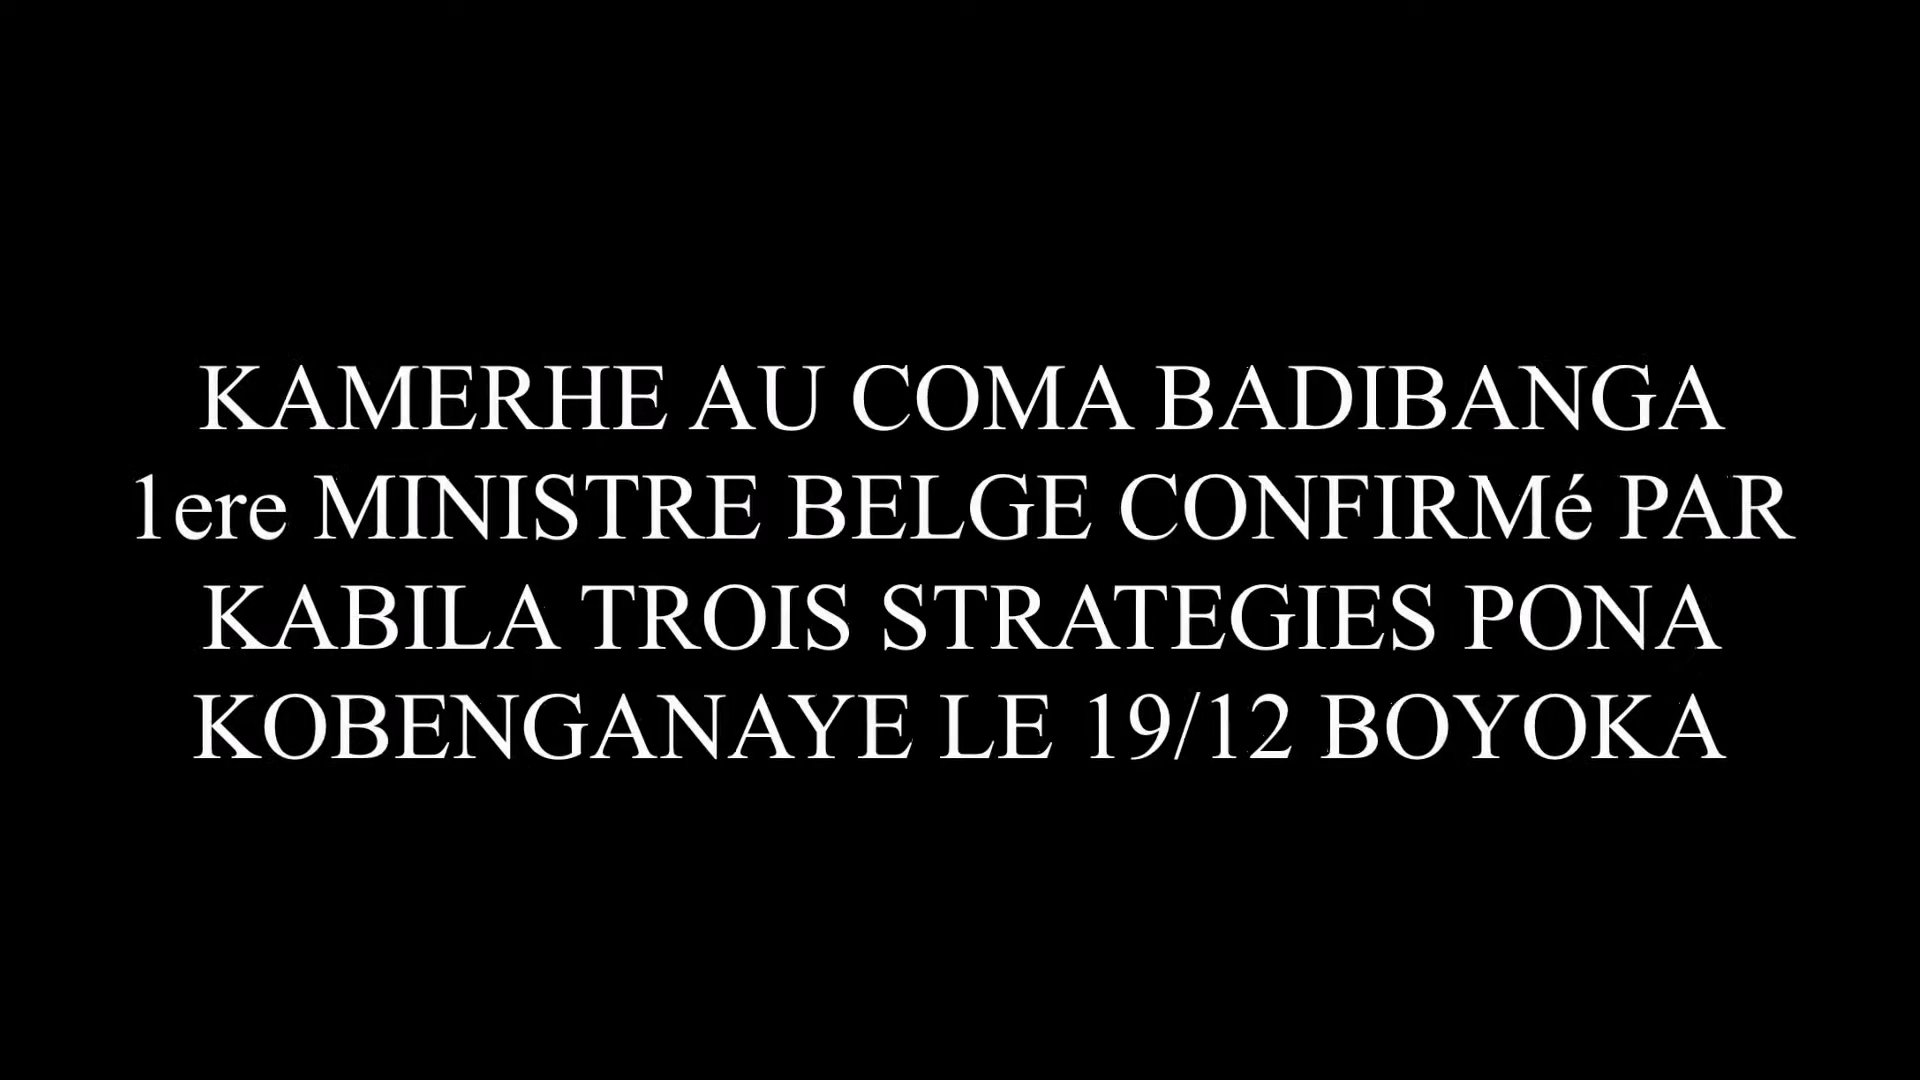 KAMERHE AU COMA BADIBANGA
1ere MINISTRE BELGE CONFIRMé PAR
KABILA TROIS STRATEGIES PONA
KOBENGANAYE LE 19/12 BOYOKA